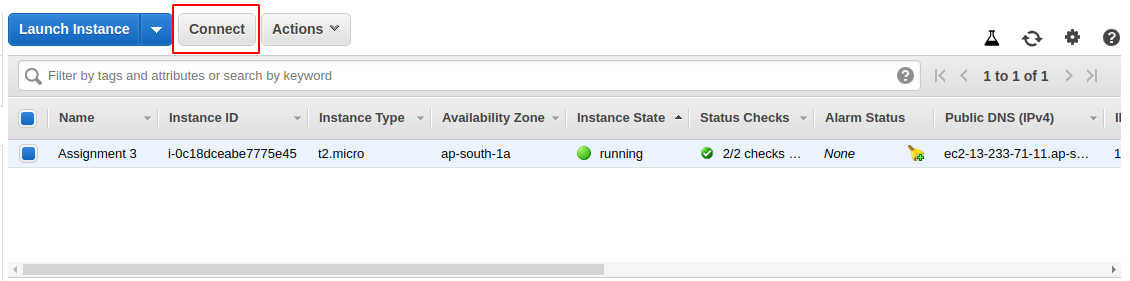 Launch Instance Connect Actions
Filter by tags and attributes or search by keyword 1 to 1 of 1
Name Instance ID Instance Type Availability Zone Instance State Status Checks Alarm Status Public DNS (IPv4)
Assignment 3 i-0c18dceabe7775e45 t2.micro ap-south-1a running 2/2 checks ... None ec2-13-233-71-11.ap-s...